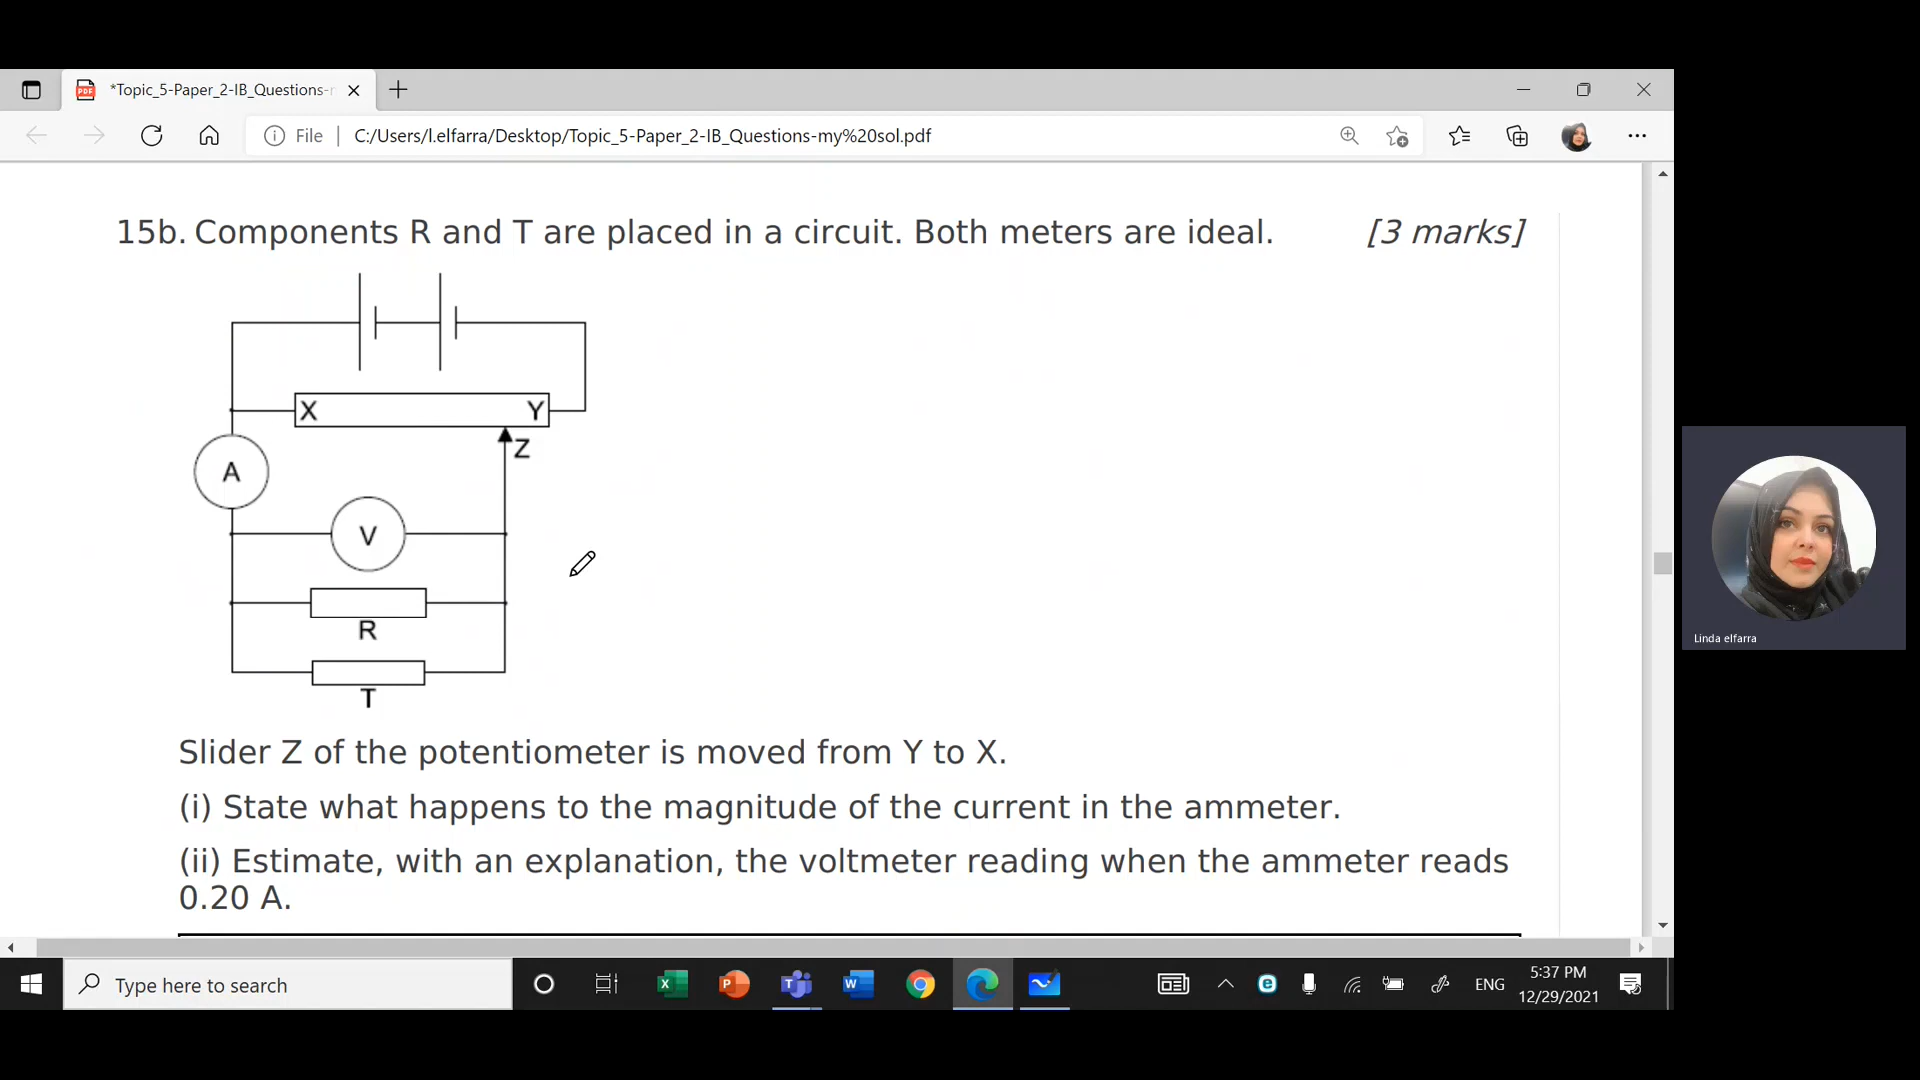 *Topic_5-Paper_2-IB_Questions-
File
C:/Users/l.elfarra/Desktop/Topic_5-Paper_2-IB_Questions-my%20sol.pdf
15b. Components R and T are placed in a circuit. Both meters are ideal. [3 marks]
X Y
Z
A
V
R
T
Slider Z of the potentiometer is moved from Y to X.
(i) State what happens to the magnitude of the current in the ammeter.
(ii) Estimate, with an explanation, the voltmeter reading when the ammeter reads
0.20 A.
Linda elfarra
Type here to search
ENG
5:37 PM
12/29/2021